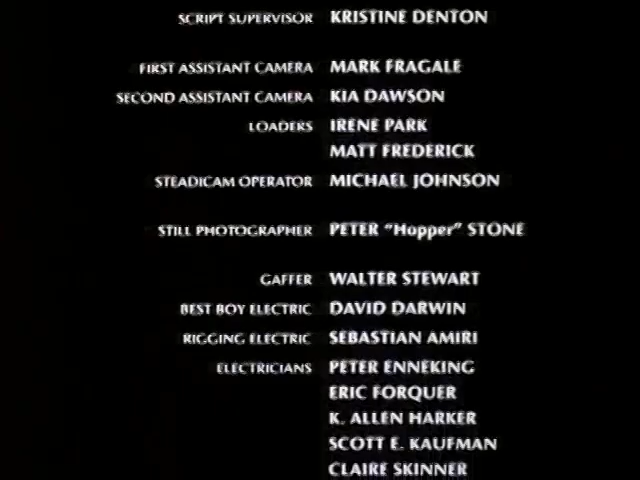 SCRIPT SUPERVISOR KRISTINE DENTON
FIRST ASSISTANT CAMERA MARK FRAGALE
SECOND ASSISTANT CAMERA KIA DAWSON
LOADERS IRENE PARK
MATT FREDERICK
STEADICAM OPERATOR MICHAEL JOHNSON
STILL PHOTOGRAPHER PETER "Hopper" STONE
GAFFER WALTER STEWART
BEST BOY ELECTRIC DAVID DARWIN
RIGGING ELECTRIC SEBASTIAN AMIRI
ELECTRICIANS PETER ENNEKING
ERIC FORQUER
K. ALLEN HARKER
SCOTT E. KAUFMAN
CLAIRE SKINNER